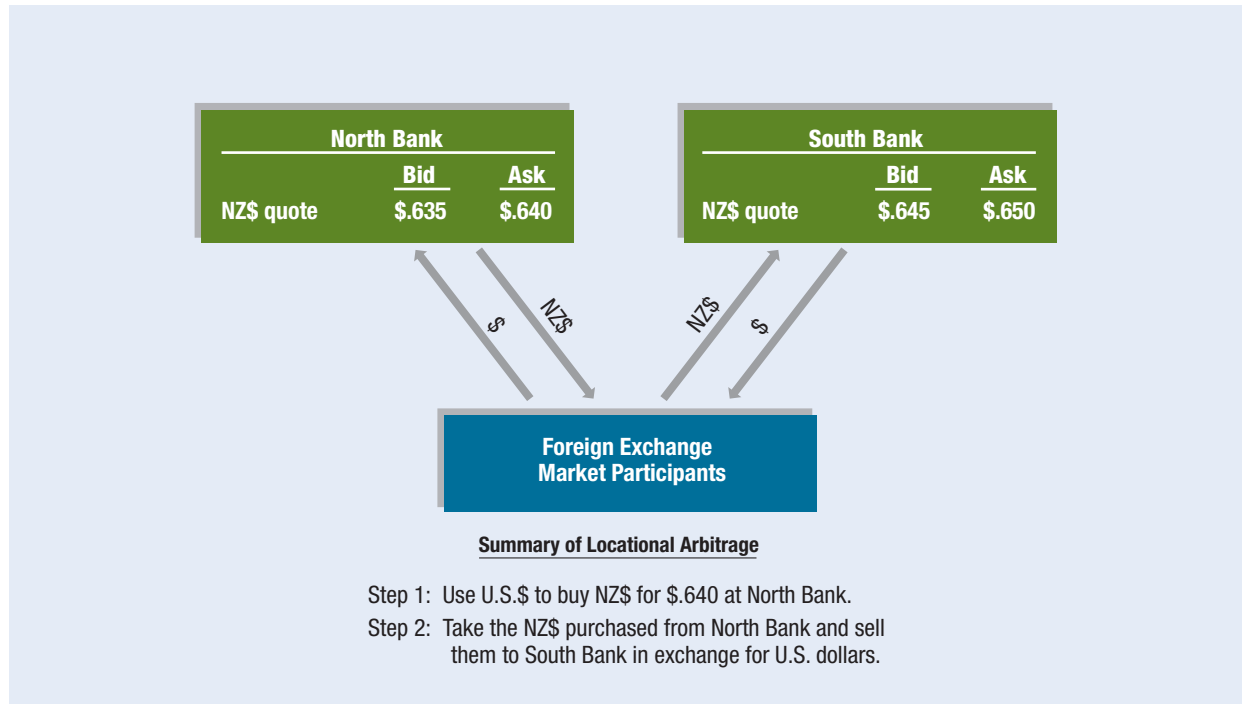 North Bank
Bid Ask
NZ$ quote $.635 $.640
South Bank
Bid Ask
NZ$ quote $.645 $.650
$
NZ$
NZ$
$
Foreign Exchange
Market Participants
Summary of Locational Arbitrage
Step 1: Use U.S.$ to buy NZ$ for $.640 at North Bank.
Step 2: Take the NZ$ purchased from North Bank and sell
them to South Bank in exchange for U.S. dollars.